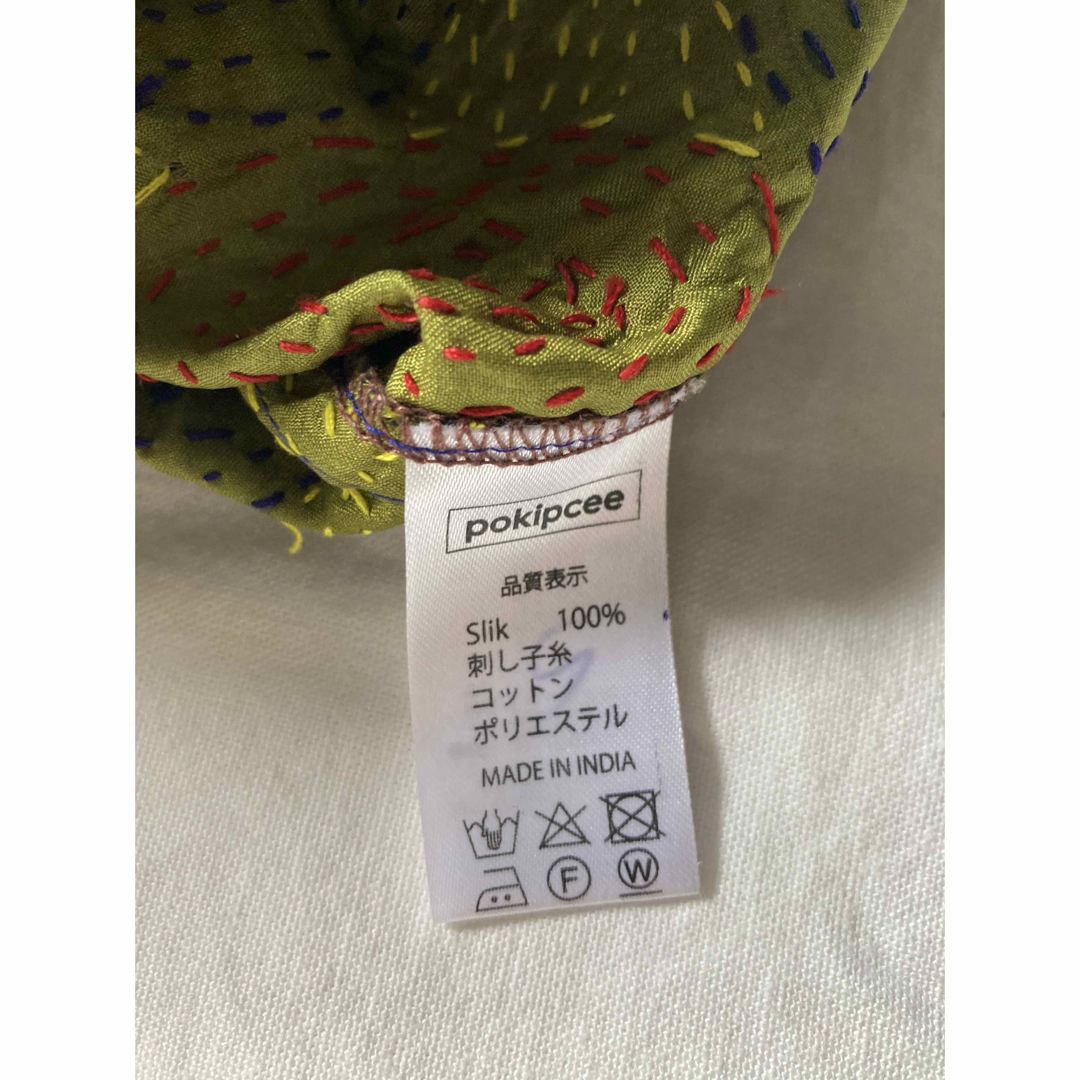 pokipcee
品質表示
Slik 100%
刺し子糸
コットン
ポリエステル
MADE IN INDIA
F W